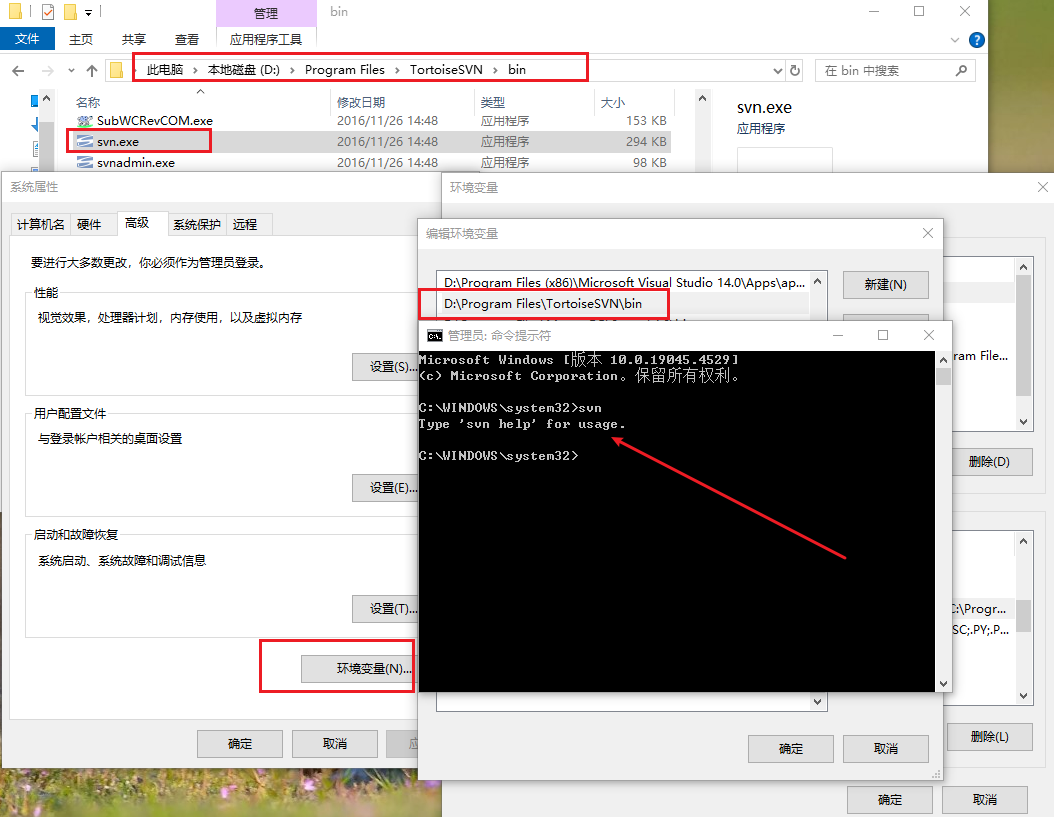 管理
bin
文件
主页
共享
查看
应用程序工具
此电脑 › 本地磁盘 (D:) › Program Files › TortoiseSVN › bin
在 bin 中搜索
名称
修改日期
类型
大小
SubWCRevCOM.exe 2016/11/26 14:48 应用程序 153 KB
svn.exe 2016/11/26 14:48 应用程序 294 KB
svnadmin.exe 2016/11/26 14:48 应用程序 98 KB
svn.exe
应用程序
系统属性
计算机名 硬件 高级 系统保护 远程
要进行大多数更改，你必须作为管理员登录。
性能
视觉效果，处理器计划，内存使用，以及虚拟内存
设置(S)...
用户配置文件
与登录帐户相关的桌面设置
设置(E)...
启动和故障恢复
系统启动、系统故障和调试信息
设置(T)...
环境变量(N)...
确定
取消
环境变量
编辑环境变量
D:\Program Files (x86)\Microsoft Visual Studio 14.0\Apps\ap...
D:\Program Files\TortoiseSVN\bin
新建(N)
管理员: 命令提示符
Microsoft Windows [版本 10.0.19045.4529]
(c) Microsoft Corporation。保留所有权利。
C:\WINDOWS\system32>svn
Type 'svn help' for usage.
C:\WINDOWS\system32>
ram File...
删除(D)
C:\Progr...
SC;.PY;.P...
删除(L)
确定
取消
确定
取消